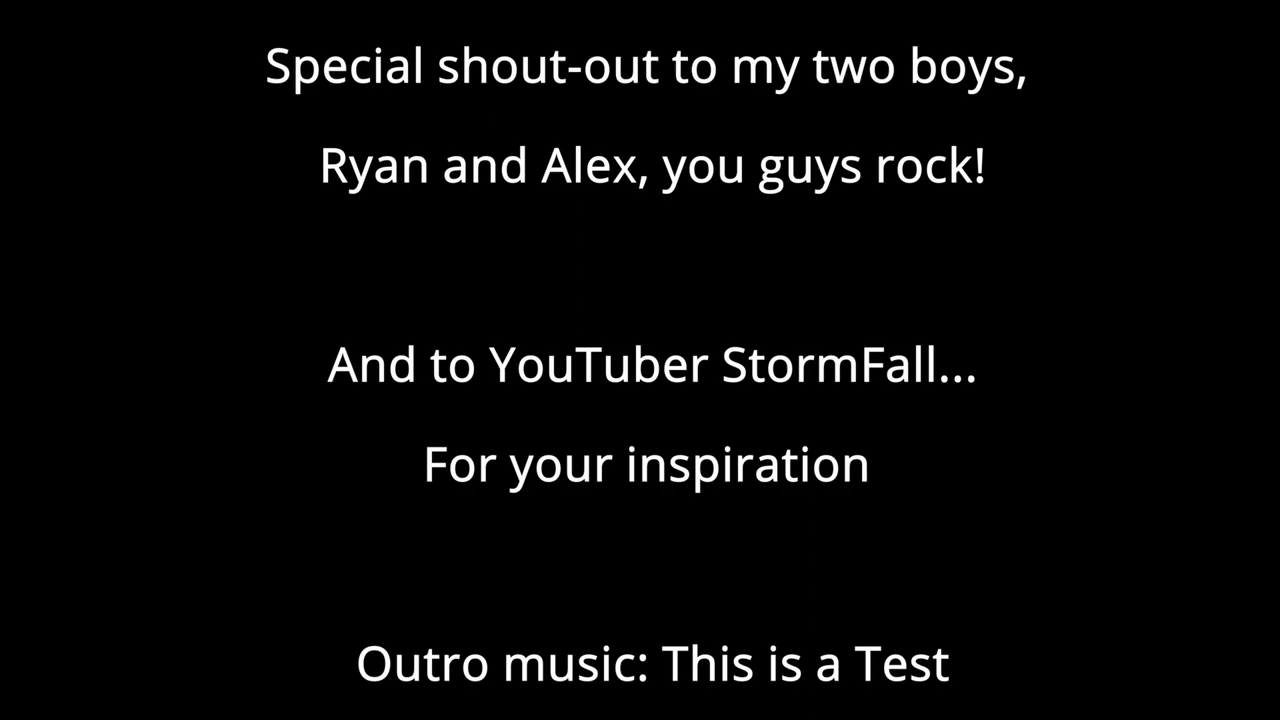 Special shout-out to my two boys,
Ryan and Alex, you guys rock!
And to YouTuber StormFall...
For your inspiration
Outro music: This is a Test